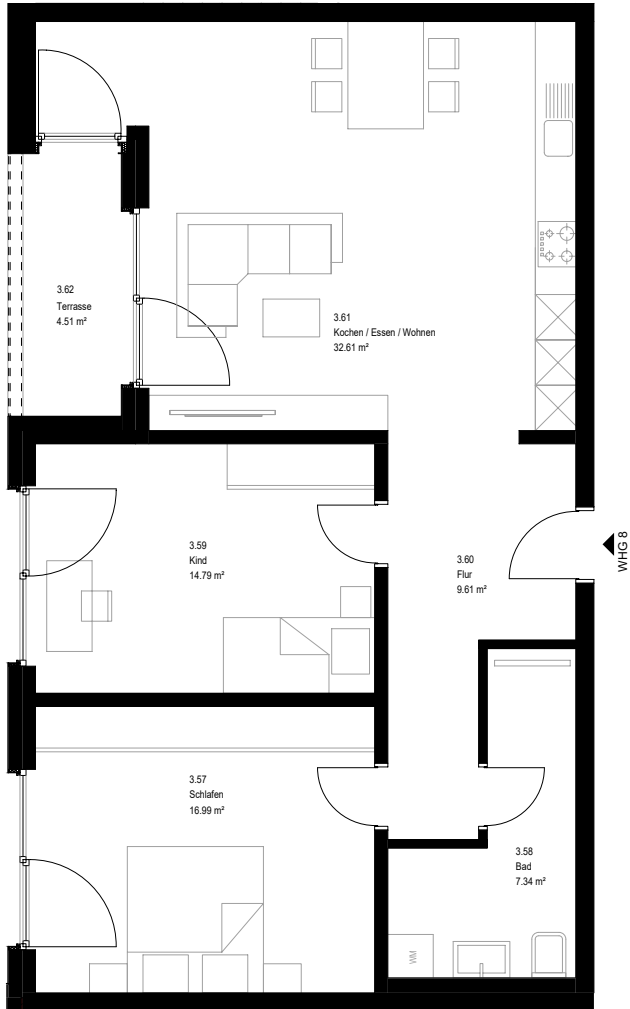 3.62
Terrasse
4.51 m²
3.61
Kochen / Essen / Wohnen
32.61 m²
3.59
Kind
14.79 m²
3.60
Flur
9.61 m²
WHG 8
3.57
Schlafen
16.99 m²
3.58
Bad
7.34 m²
WM